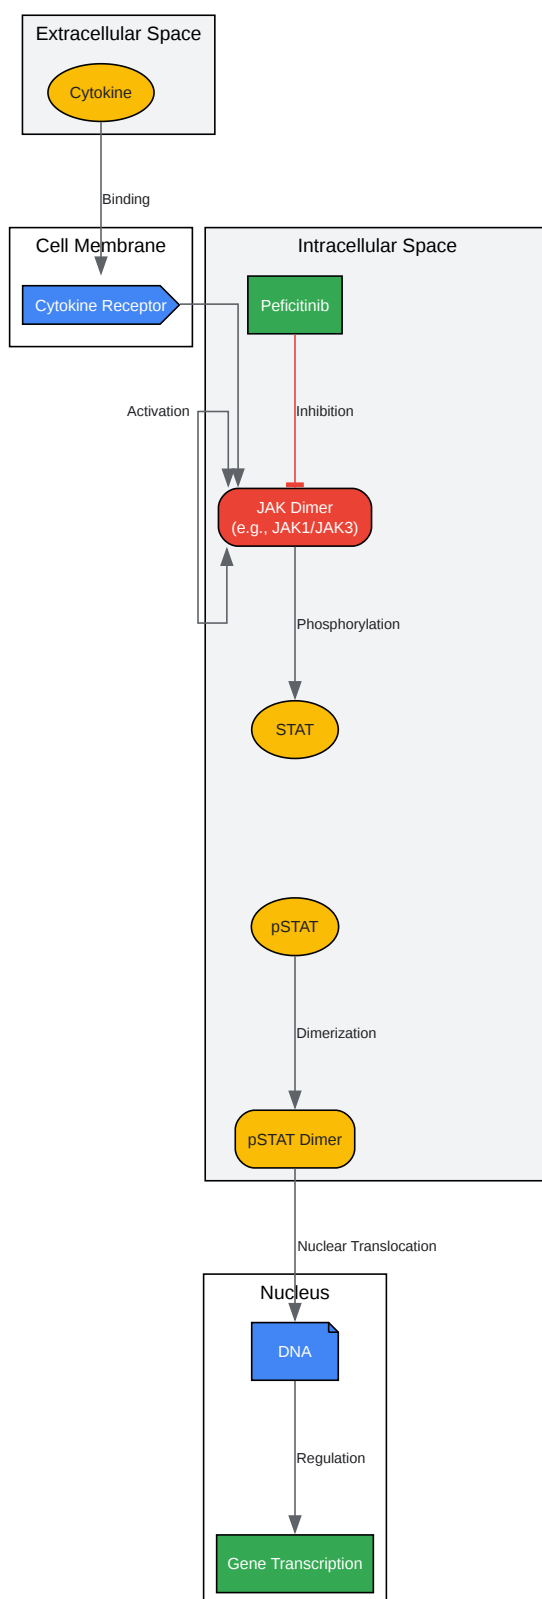 Extracellular Space
Cytokine
Binding
Cell Membrane
Cytokine Receptor
Intracellular Space
Peficitinib
Activation
Inhibition
JAK Dimer
(e.g., JAK1/JAK3)
Phosphorylation
STAT
pSTAT
Dimerization
pSTAT Dimer
Nuclear Translocation
Nucleus
DNA
Regulation
Gene Transcription